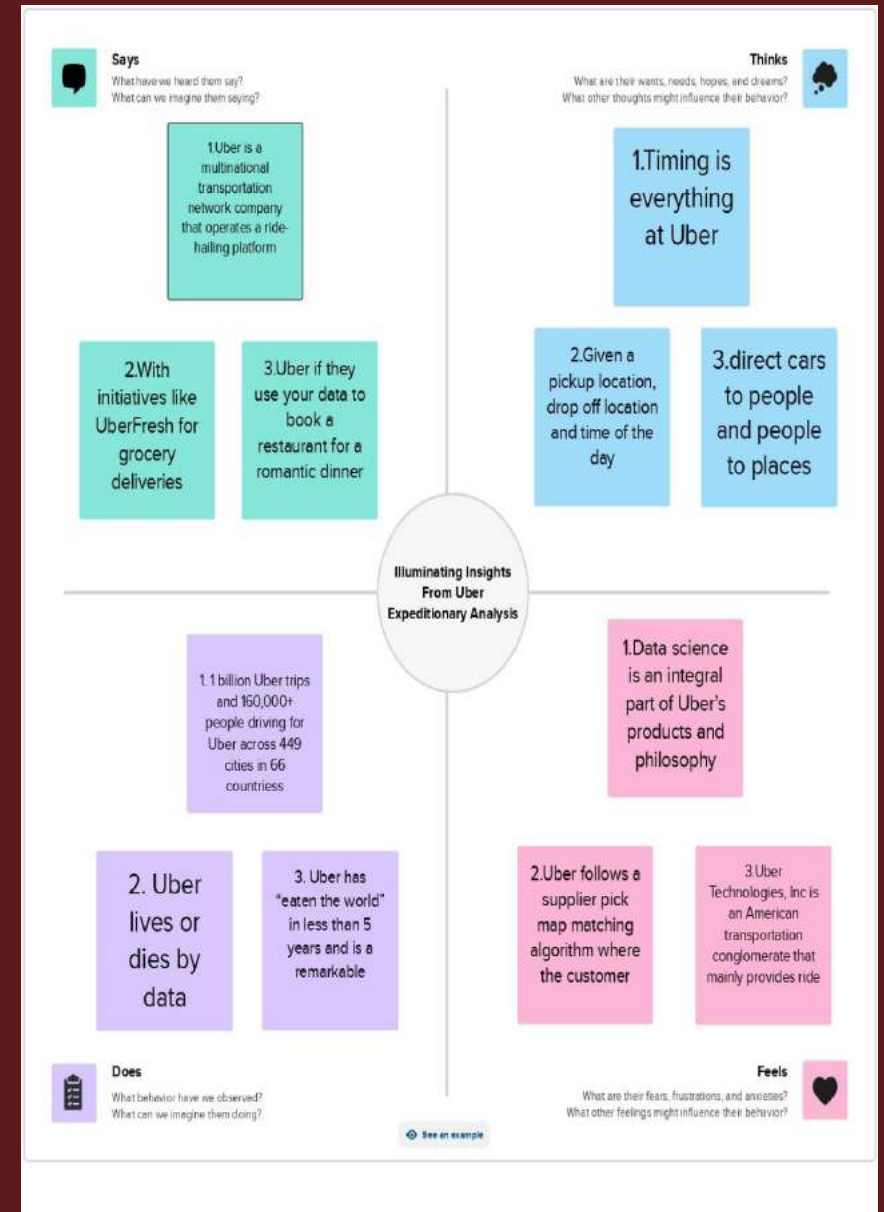 Says
What have we heard them say?
What can we imagine them saying?
1.Uber is a
multinational
transportation
network company
that operates a ride-
hailing platform
2.With
initiatives like
UberFresh for
grocery
deliveries
3.Uber if they
use your data to
book a
restaurant for a
romantic dinner
Thinks
What are their wants, needs, hopes, and dreams?
What other thoughts might influence their behavior?
1.Timing is
everything
at Uber
2.Given a
pickup location,
drop off location
and time of the
day
3.direct cars
to people
and people
to places
Illuminating Insights
From Uber
Expeditionary Analysis
1. 1 billion Uber trips
and 160,000+
people driving for
Uber across 449
cities in 66
countriess
2. Uber
lives or
dies by
data
3. Uber has
“eaten the world”
in less than 5
years and is a
remarkable
Does
What behavior have we observed?
What can we imagine them doing?
1.Data science
is an integral
part of Uber’s
products and
philosophy
2.Uber follows a
supplier pick
map matching
algorithm where
the customer
3.Uber
Technologies, Inc is
an American
transportation
conglomerate that
mainly provides ride
Feels
What are their fears, frustrations, and anxieties?
What other feelings might influence their behavior?
See an example